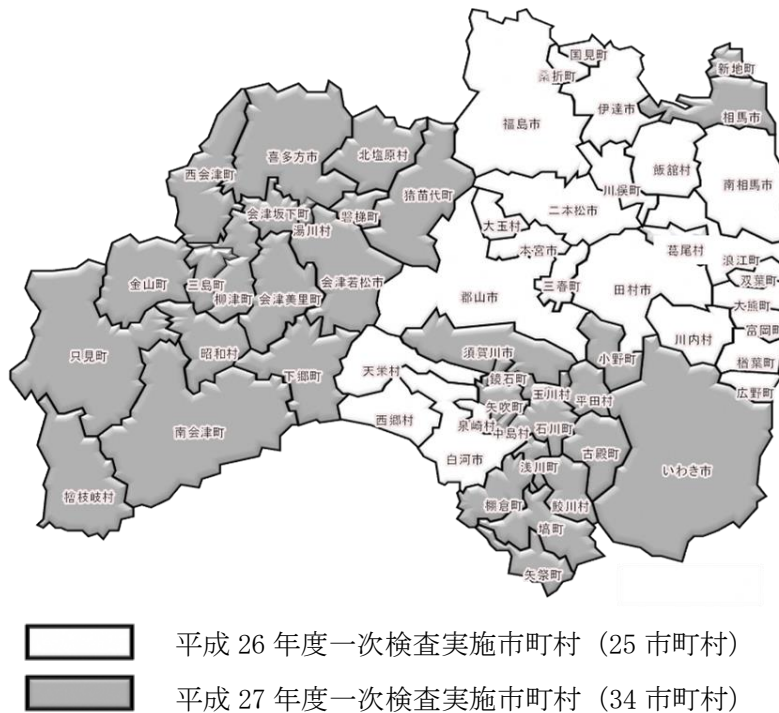 国見町
桑折町
新地町
伊達市
相馬市
福島市
喜多方市
北塩原村
飯舘村
西会津町
猪苗代町
川俣町
南相馬市
会津坂下町
磐梯町
二本松市
湯川村
大玉村
本宮市
葛尾村
浪江町
双葉町
金山町
三島町
会津若松市
三春町
田村市
柳津町
会津美里町
郡山市
大熊町
富岡町
川内村
只見町
昭和村
須賀川市
小野町
楢葉町
下郷町
天栄村
鏡石町
玉川村
平田村
広野町
矢吹町
西郷村
泉崎村
中島村
石川町
南会津町
古殿町
白河市
浅川町
いわき市
檜枝岐村
棚倉町
鮫川村
塙町
矢祭町
平成 26 年度一次検査実施市町村（25 市町村）
平成 27 年度一次検査実施市町村（34 市町村）